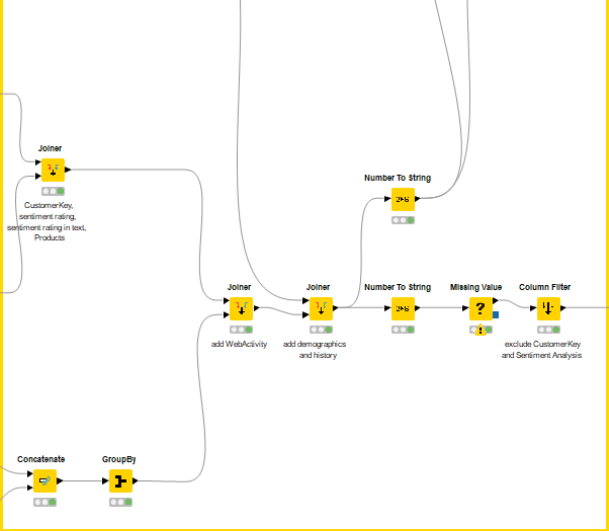 Joiner
CustomerKey,
sentiment rating,
sentiment rating in text,
Products
Number To String
Joiner
add WebActivity
Joiner
add demographics
and history
Number To String
Missing Value
?
Column Filter
exclude CustomerKey
and Sentiment Analysis
Concatenate
GroupBy